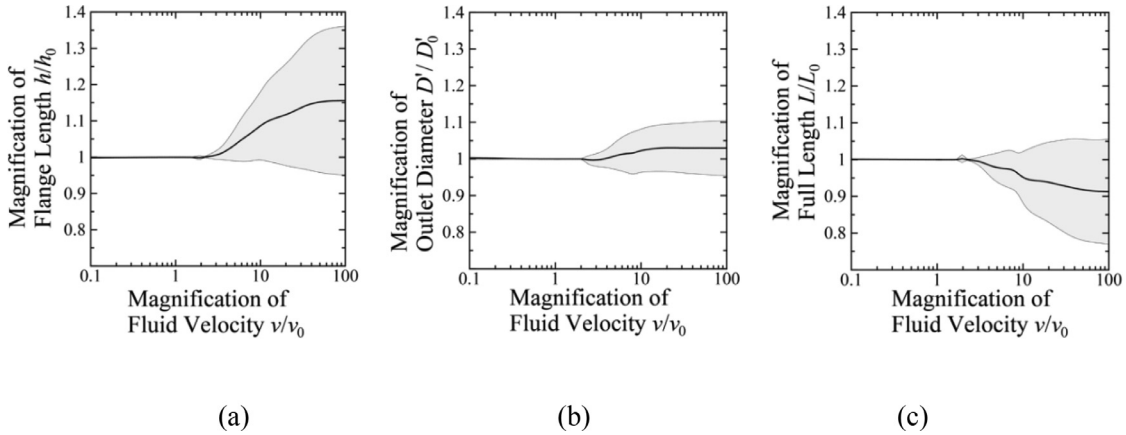 Magnification of
Flange Length h/h0
1.4
1.3
1.2
1.1
1
0.9
0.8
0.1 1 10 100
Magnification of
Fluid Velocity v/v0
Magnification of
Outlet Diameter D'/ D'0
1.4
1.3
1.2
1.1
1
0.9
0.8
0.1 1 10 100
Magnification of
Fluid Velocity v/v0
Magnification of
Full Length L/L0
1.4
1.3
1.2
1.1
1
0.9
0.8
0.1 1 10 100
Magnification of
Fluid Velocity v/v0
(a) (b) (c)